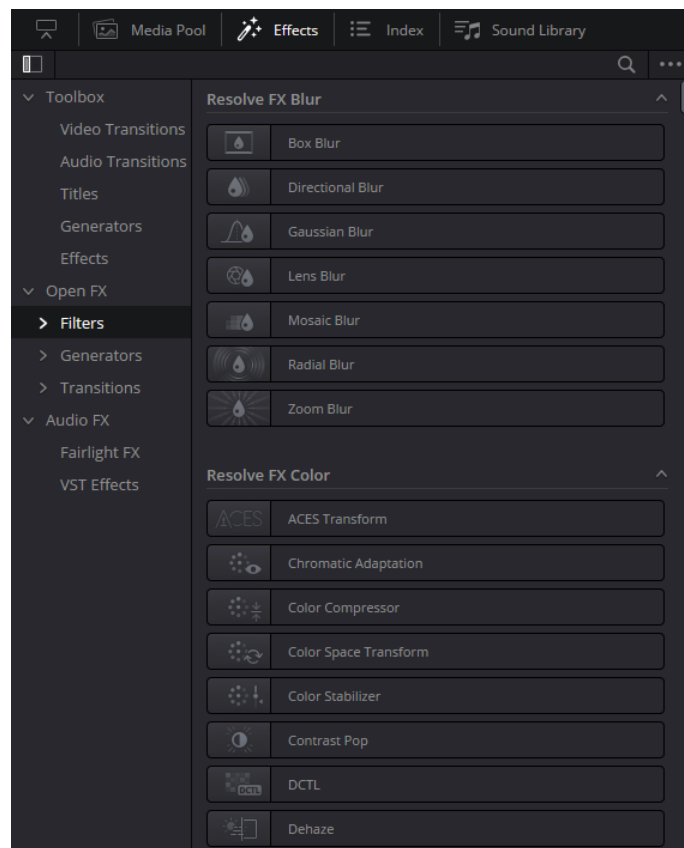 Media Pool
Effects
Index
Sound Library
Toolbox
Video Transitions
Audio Transitions
Titles
Generators
Effects
Open FX
Filters
Generators
Transitions
Audio FX
Fairlight FX
VST Effects
Resolve FX Blur
Box Blur
Directional Blur
Gaussian Blur
Lens Blur
Mosaic Blur
Radial Blur
Zoom Blur
Resolve FX Color
ACES
ACES Transform
Chromatic Adaptation
Color Compressor
Color Space Transform
Color Stabilizer
Contrast Pop
DCTL
DCTL
Dehaze